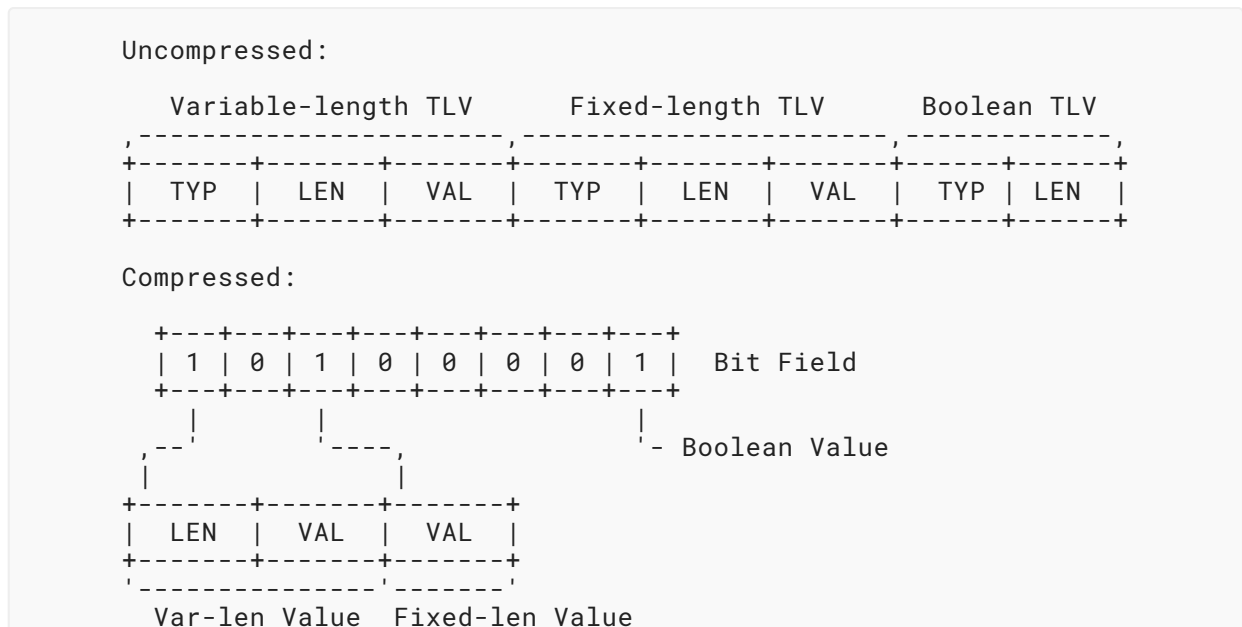 Uncompressed:
Variable-length TLV Fixed-length TLV Boolean TLV
,-----------------------,-----------------------,-------------,
+-------+-------+-------+-------+-------+-------+------+------+
| TYP | LEN | VAL | TYP | LEN | VAL | TYP | LEN |
+-------+-------+-------+-------+-------+-------+------+------+
Compressed:
+---+---+---+---+---+---+---+---+
| 1 | 0 | 1 | 0 | 0 | 0 | 0 | 1 | Bit Field
+---+---+---+---+---+---+---+---+
| | |
,--' '----, '- Boolean Value
| |
+-------+-------+-------+
| LEN | VAL | VAL |
+-------+-------+-------+
'---------------'-------'
Var-len Value Fixed-len Value